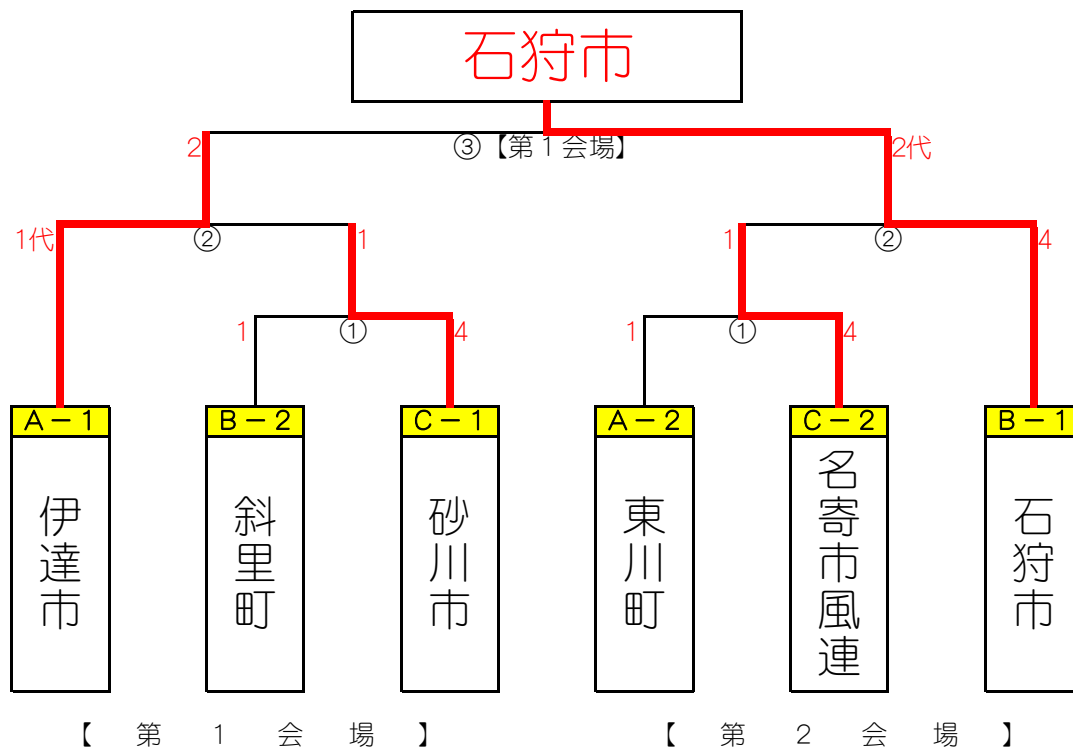 石狩市
③【第1会場】
2
2代
1代
②
1
1
②
4
1
①
4
1
①
4
A－1
B－2
C－1
A－2
C－2
B－1
伊達市
斜里町
砂川市
東川町
名寄市風連
石狩市
【第1会場】
【第2会場】